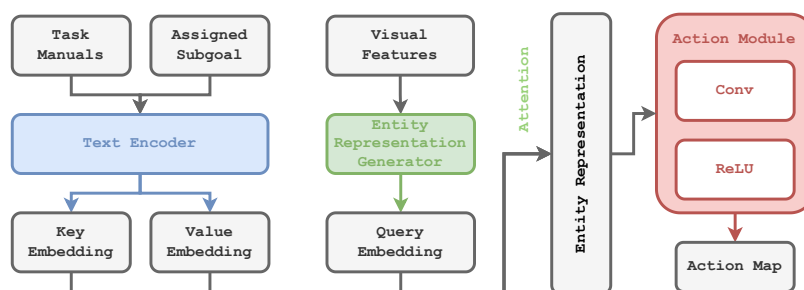 Task
Manuals
Assigned
Subgoal
Text Encoder
Key
Embedding
Value
Embedding
Visual
Features
Entity
Representation
Generator
Query
Embedding
Attention
Entity Representation
Action Module
Conv
ReLU
Action Map